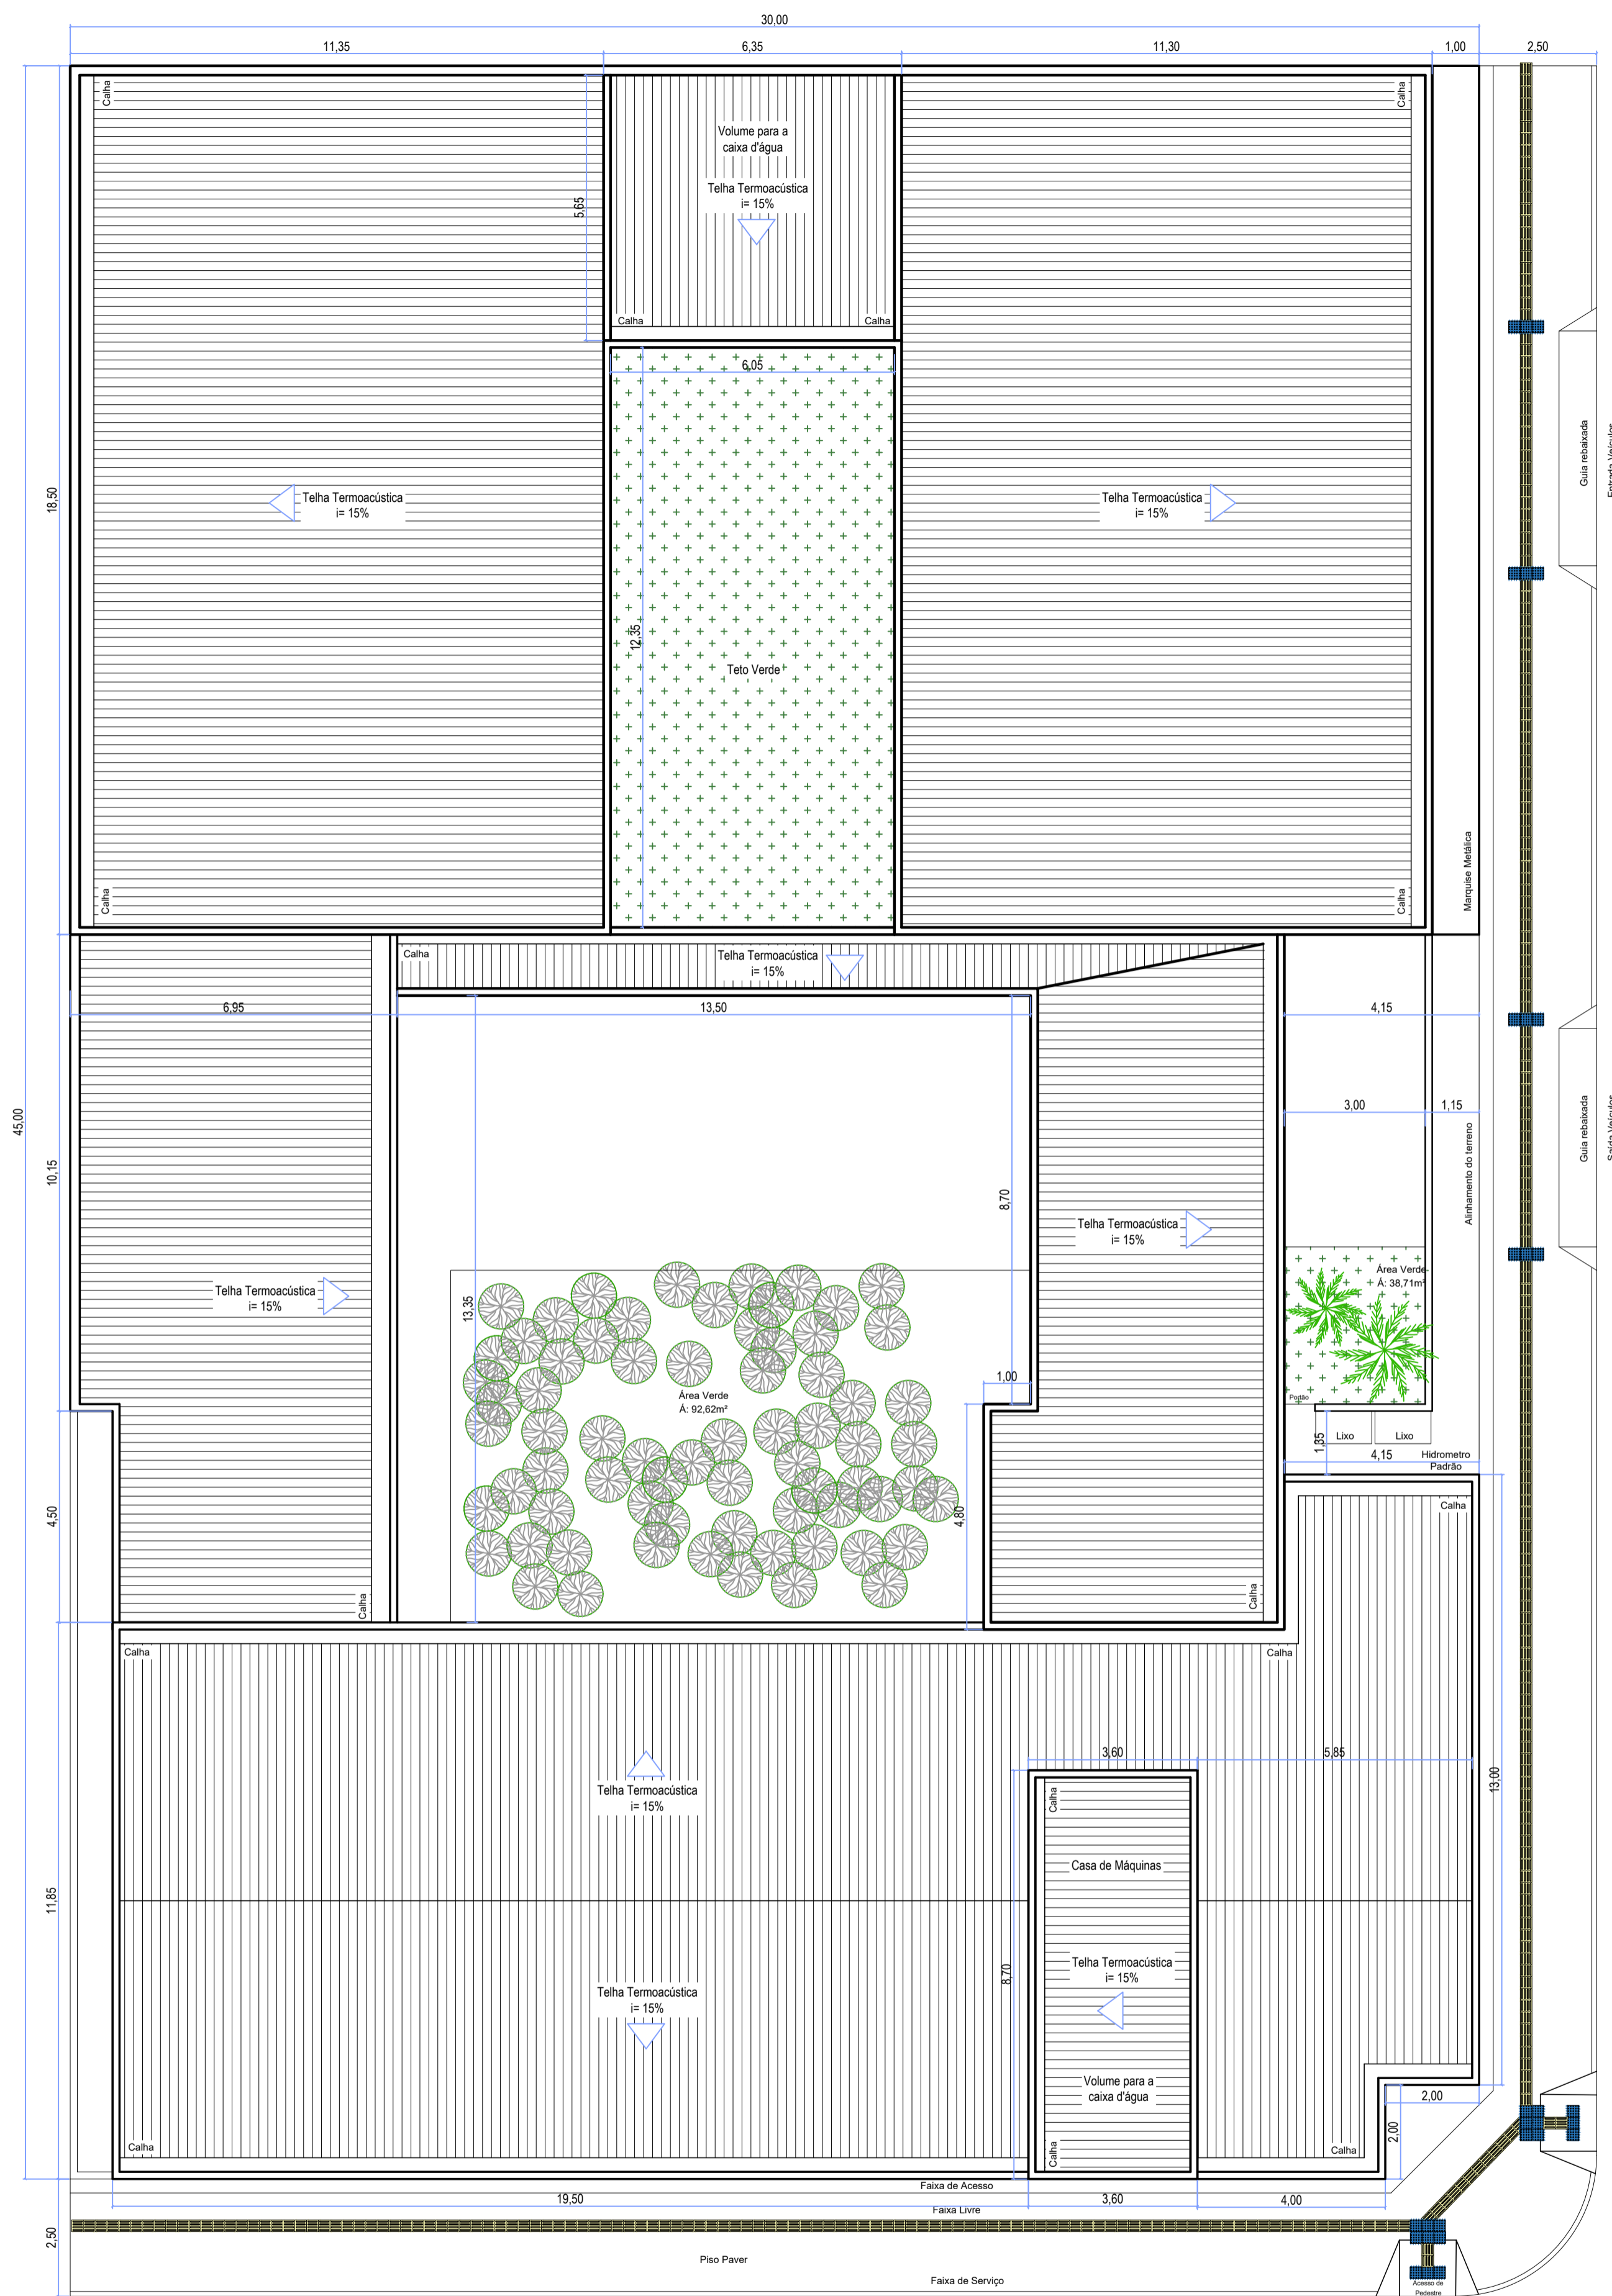 30,00
11,35
6,35
11,30
1,00
2,50
Calha
Calha
Volume para a
caixa d'água
Telha Termoacústica
i= 15%
5,65
Calha
Calha
6,05
18,50
Telha Termoacústica
i= 15%
Telha Termoacústica
i= 15%
Guia rebaixada
Entrada Veículos
12,35
Teto Verde
Marquise Metálica
Calha
Calha
Calha
Telha Termoacústica
i= 15%
6,95
13,50
4,15
3,00
1,15
45,00
10,15
Alinhamento do terreno
Guia rebaixada
Saída Veículos
8,70
Telha Termoacústica
i= 15%
Telha Termoacústica
i= 15%
13,35
Área Verde
Á: 38,71m²
1,00
Área Verde
Á: 92,62m²
Portão
Lixo
Lixo
1,35
4,15
Hidrometro
Padrão
4,50
4,80
Calha
Calha
Calha
Calha
Calha
3,60
5,85
13,00
Telha Termoacústica
i= 15%
Calha
Casa de Máquinas
11,85
Telha Termoacústica
i= 15%
8,70
Telha Termoacústica
i= 15%
Volume para a
caixa d'água
2,00
2,00
Calha
Calha
Calha
Faixa de Acesso
19,50
3,60
4,00
Faixa Livre
2,50
Piso Paver
Faixa de Serviço
Acesso de
Pedestre